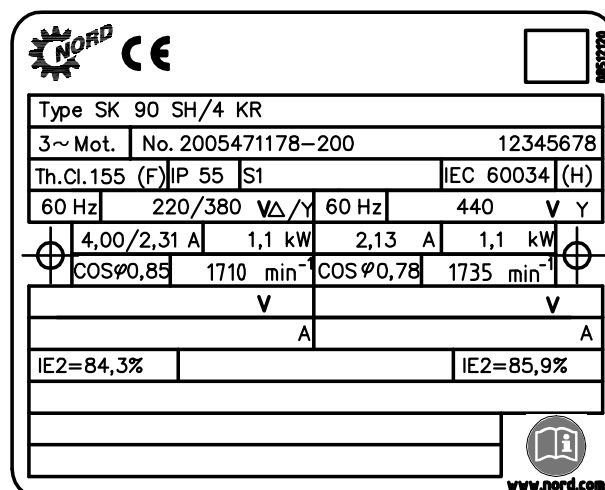 NORD CE
08512120
Type SK 90 SH/4 KR
3~ Mot. No. 2005471178-200 12345678
Th.Cl.155 (F) IP 55 S1 IEC 60034 (H)
60 Hz 220/380 V△/Y 60 Hz 440 V Y
4,00/2,31 A 1,1 kW 2,13 A 1,1 kW
COSφ0,85 1710 min⁻¹ COSφ0,78 1735 min⁻¹
V V
A A
IE2=84,3% IE2=85,9%
i
www.nord.com